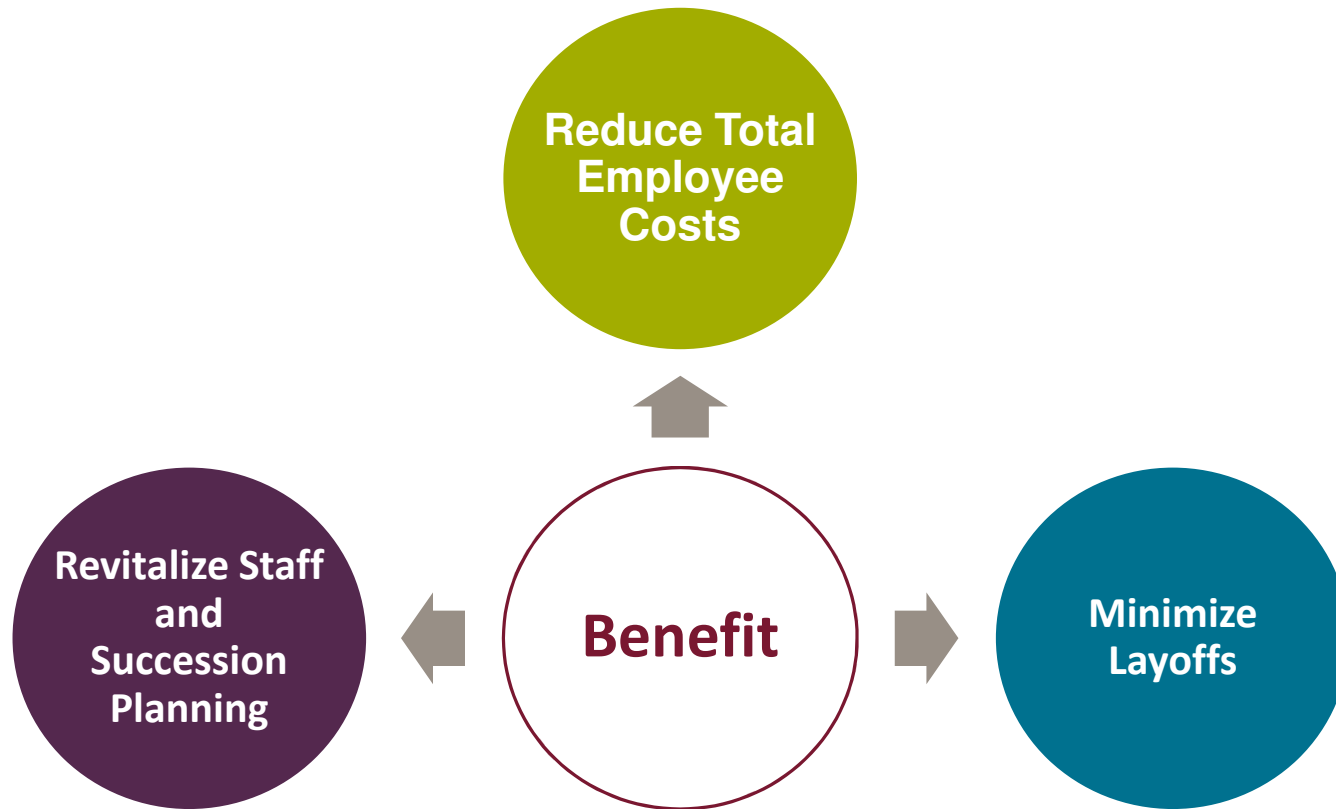 Reduce Total
Employee
Costs
Revitalize Staff
and
Succession
Planning
Benefit
Minimize
Layoffs